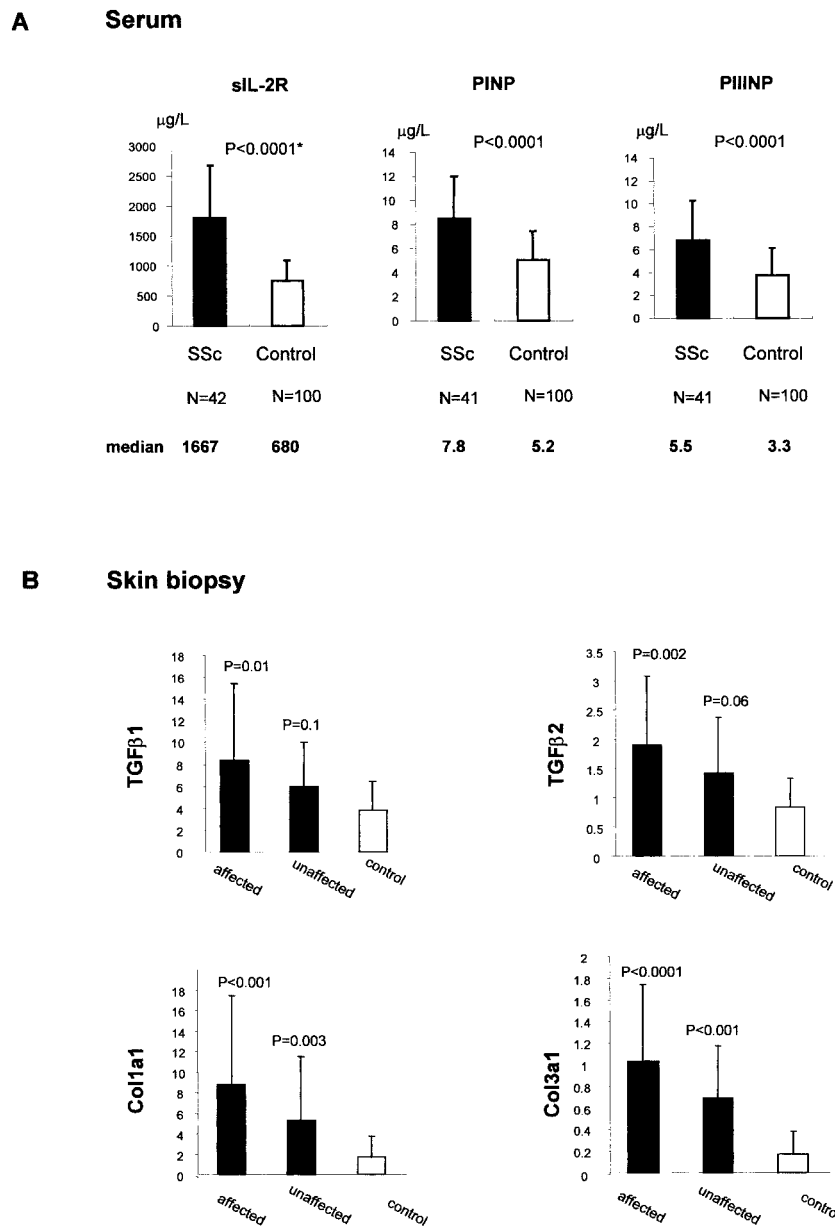 A Serum
sIL-2R PINP PIIINP
µg/L µg/L µg/L
P<0.0001* P<0.0001 P<0.0001
3000
2500
2000
1500
1000
500
0
14
12
10
8
6
4
2
0
14
12
10
8
6
4
2
0
SSc Control SSc Control SSc Control
N=42 N=100 N=41 N=100 N=41 N=100
median 1667 680 7.8 5.2 5.5 3.3
B Skin biopsy
TGFβ1
18
16
14
12
10
8
6
4
2
0
P=0.01
P=0.1
affected unaffected control
TGFβ2
3.5
3
2.5
2
1.5
1
0.5
0
P=0.002
P=0.06
affected unaffected control
Col1a1
18
16
14
12
10
8
6
4
2
0
P<0.001
P=0.003
affected unaffected control
Col3a1
2
1.8
1.6
1.4
1.2
1
0.8
0.6
0.4
0.2
0
P<0.0001
P<0.001
affected unaffected control